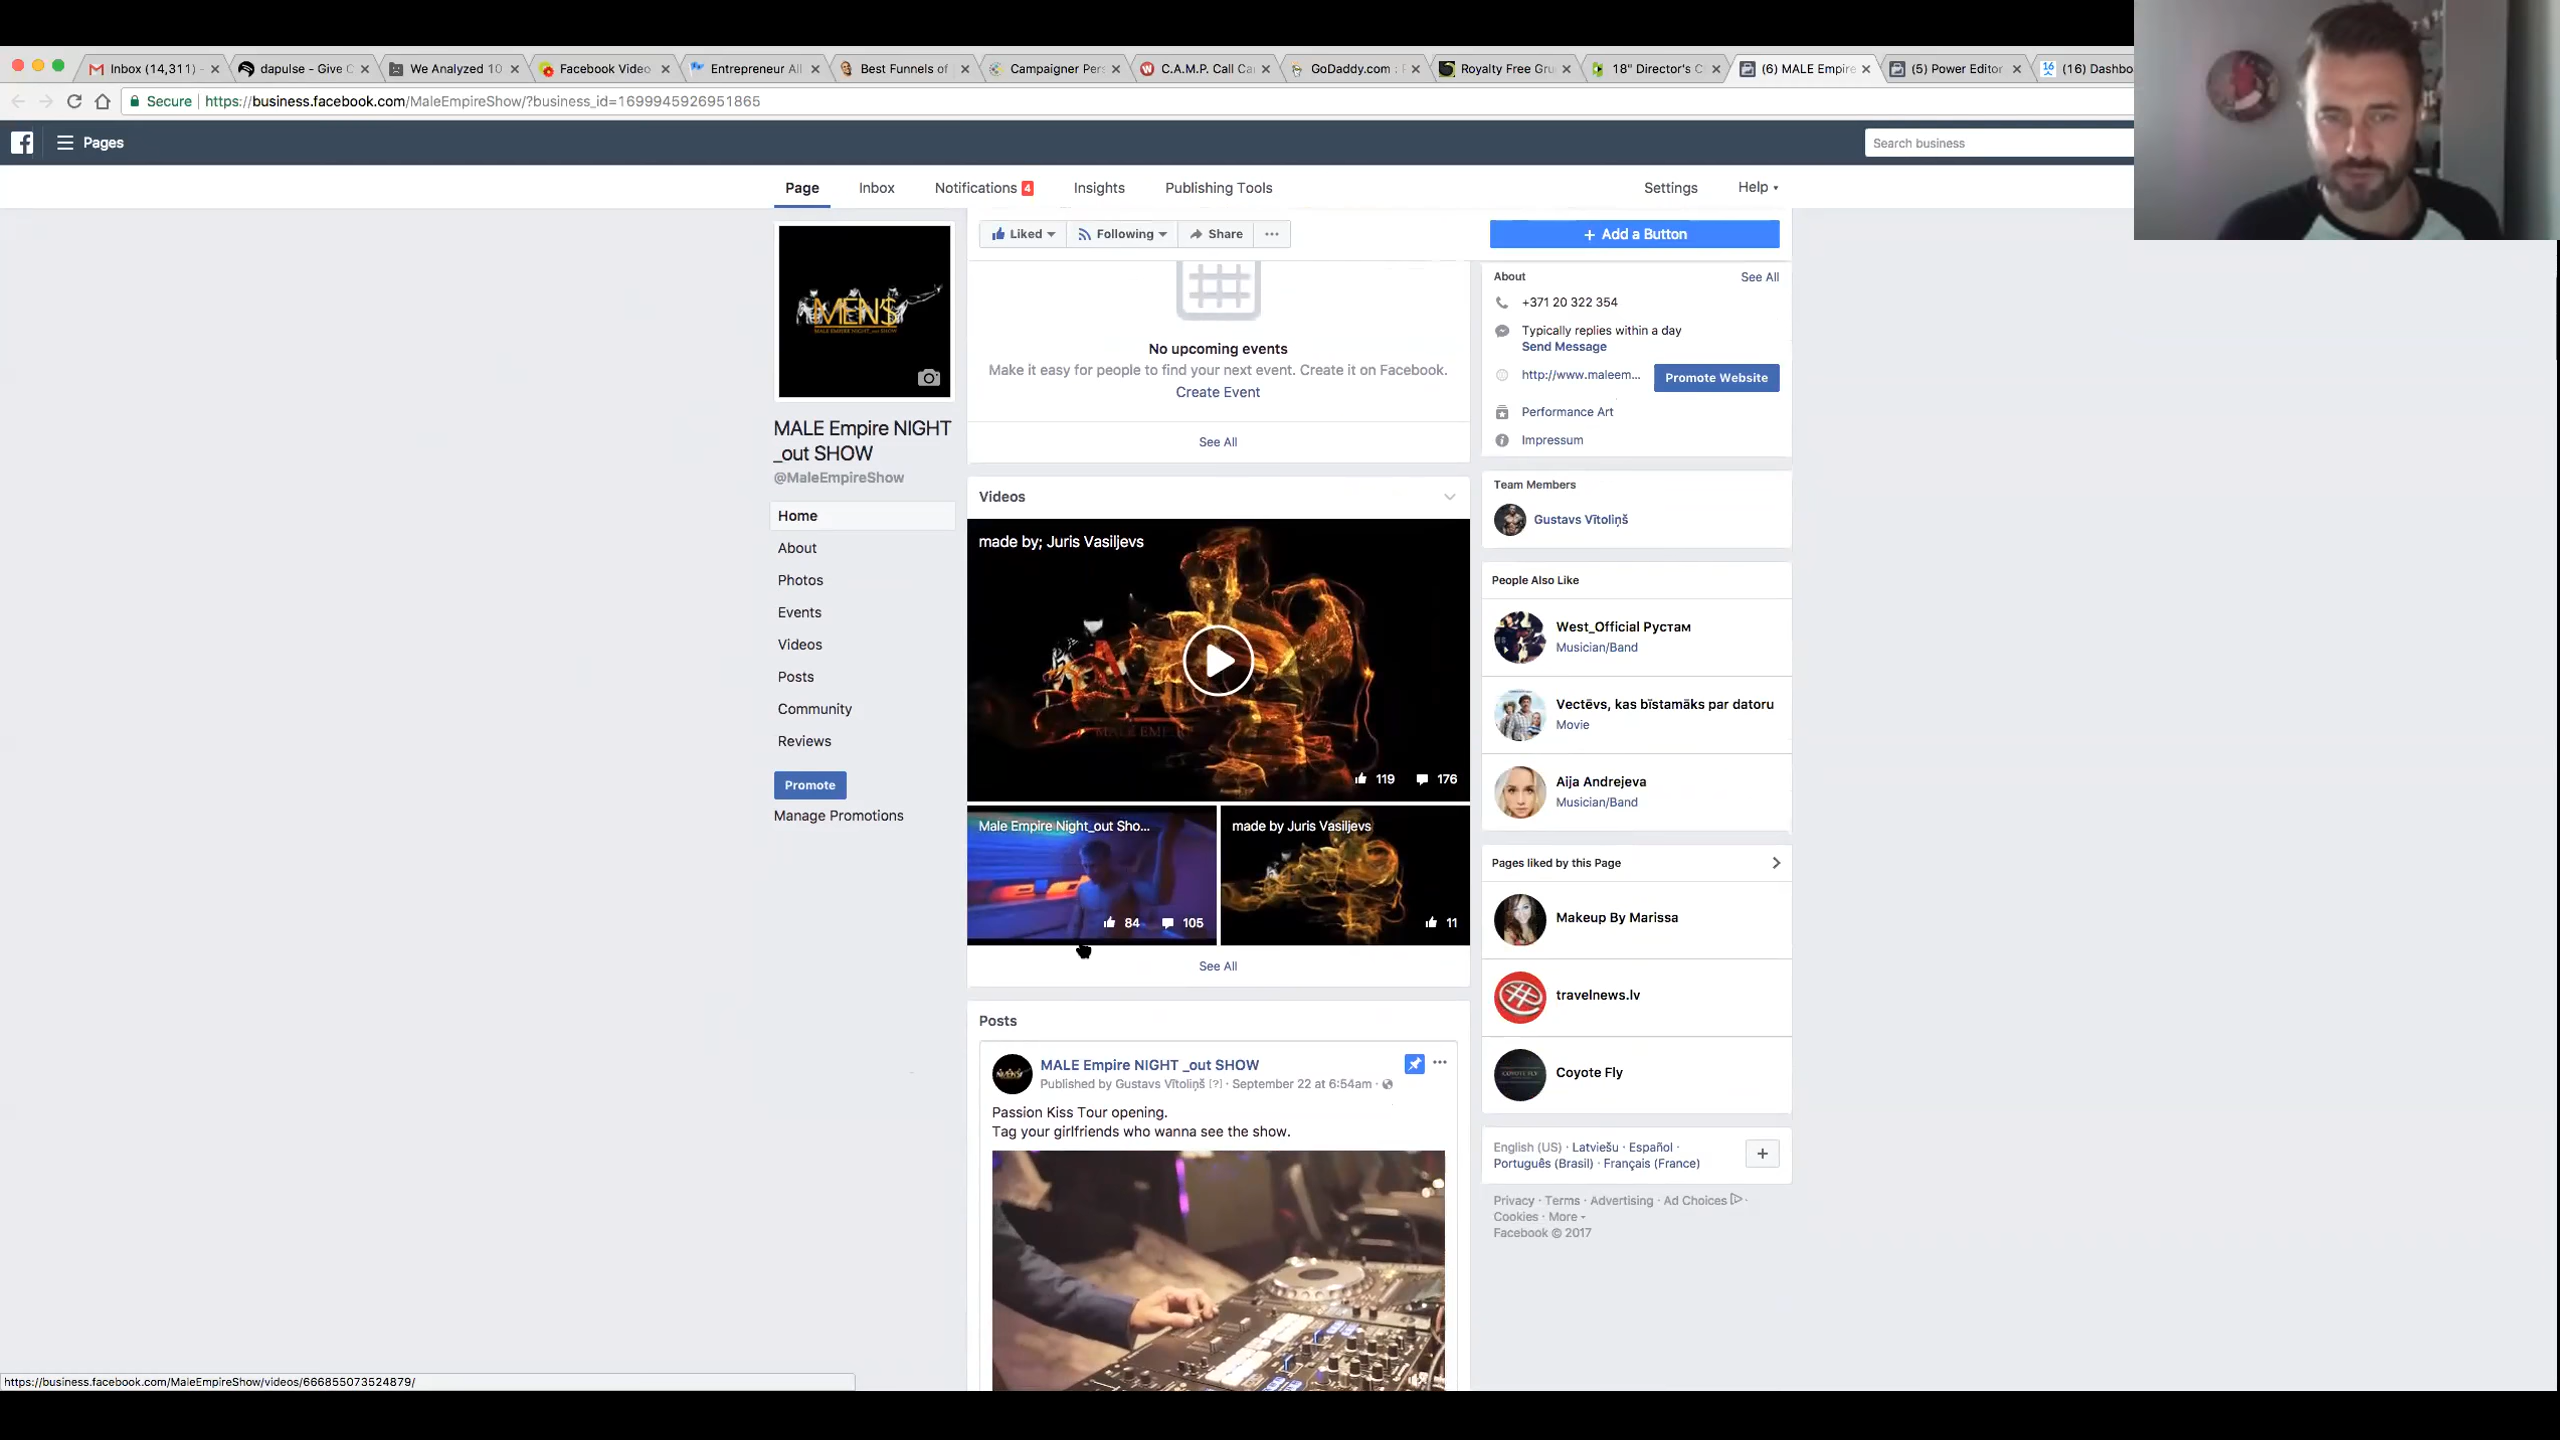 Inbox (14,311) -
dapulse - Give C
We Analyzed 10
Facebook Video
Entrepreneur All
Best Funnels of
Campaigner Pers
C.A.M.P. Call Ca
GoDaddy.com :
Royalty Free Gru
18" Director's C
(6) MALE Empire
(5) Power Editor
16
(16) Dashbo
Secure
https://business.facebook.com/MaleEmpireShow/?business_id=1699945926951865
Pages
Search business
Page
Inbox
Notifications 4
Insights
Publishing Tools
Settings
Help
Liked
Following
Share
...
+ Add a Button
MEN'S
MALE EMPIRE NIGHT_out SHOW
MALE Empire NIGHT
_out SHOW
@MaleEmpireShow
Home
About
Photos
Events
Videos
Posts
Community
Reviews
Promote
Manage Promotions
No upcoming events
Make it easy for people to find your next event. Create it on Facebook.
Create Event
See All
Videos
made by; Juris Vasiljevs
MALE EMPI
119 176
Male Empire Night_out Sho...
84 105
made by Juris Vasiljevs
11
See All
Posts
MALE Empire NIGHT _out SHOW
Published by Gustavs Vītoliņš [?] · September 22 at 6:54am ·
Passion Kiss Tour opening.
Tag your girlfriends who wanna see the show.
About
See All
+371 20 322 354
Typically replies within a day
Send Message
http://www.maleem...
Promote Website
Performance Art
Impressum
Team Members
Gustavs Vītoliņš
People Also Like
West_Official Рустам
Musician/Band
Vectēvs, kas bīstamāks par datoru
Movie
Aija Andrejeva
Musician/Band
Pages liked by this Page
Makeup By Marissa
travelnews.lv
COYOTE FLY
Coyote Fly
English (US) · Latviešu · Español ·
Português (Brasil) · Français (France)
+
Privacy · Terms · Advertising · Ad Choices ·
Cookies · More
Facebook © 2017
https://business.facebook.com/MaleEmpireShow/videos/666855073524879/